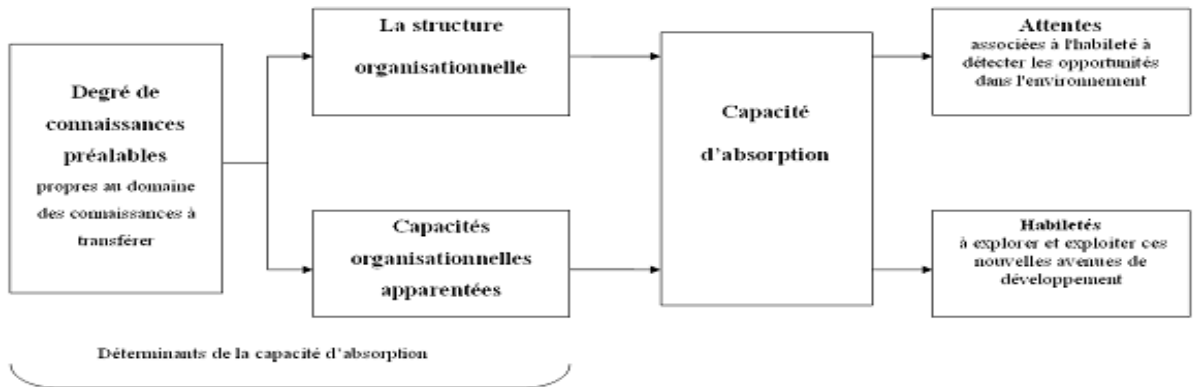 Degré de
connaissances
préalables
propres au domaine
des connaissances à
transférer
La structure
organisationnelle
Capacités
organisationnelles
apparentées
Capacité
d'absorption
Attentes
associées à l'habileté à
détecter les opportunités
dans l'environnement
Habiletés
à explorer et exploiter ces
nouvelles avenues de
développement
Déterminants de la capacité d'absorption